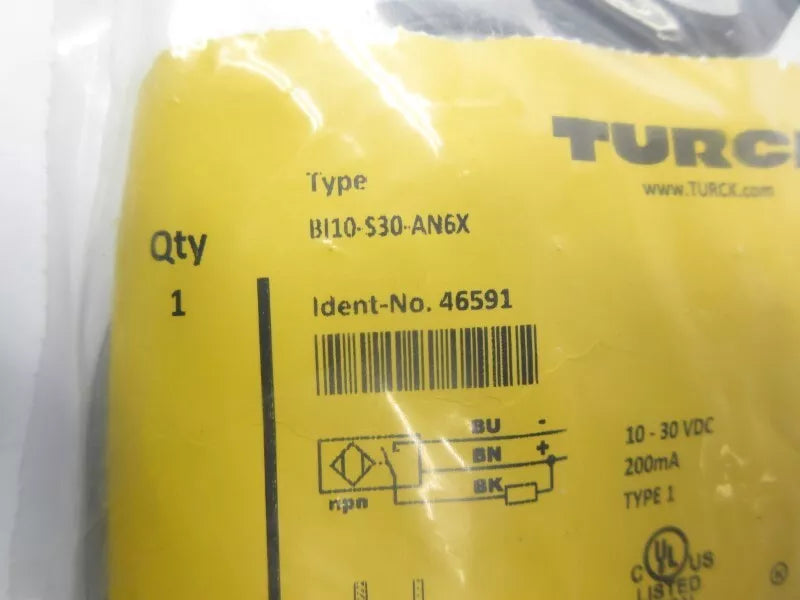 TURCK
www.TURCK.com
Type
BI10-S30-AN6X
Qty
1
Ident-No. 46591
BU -
BN +
BK
npn
10 - 30 VDC
200mA
TYPE 1
C UL US
LISTED